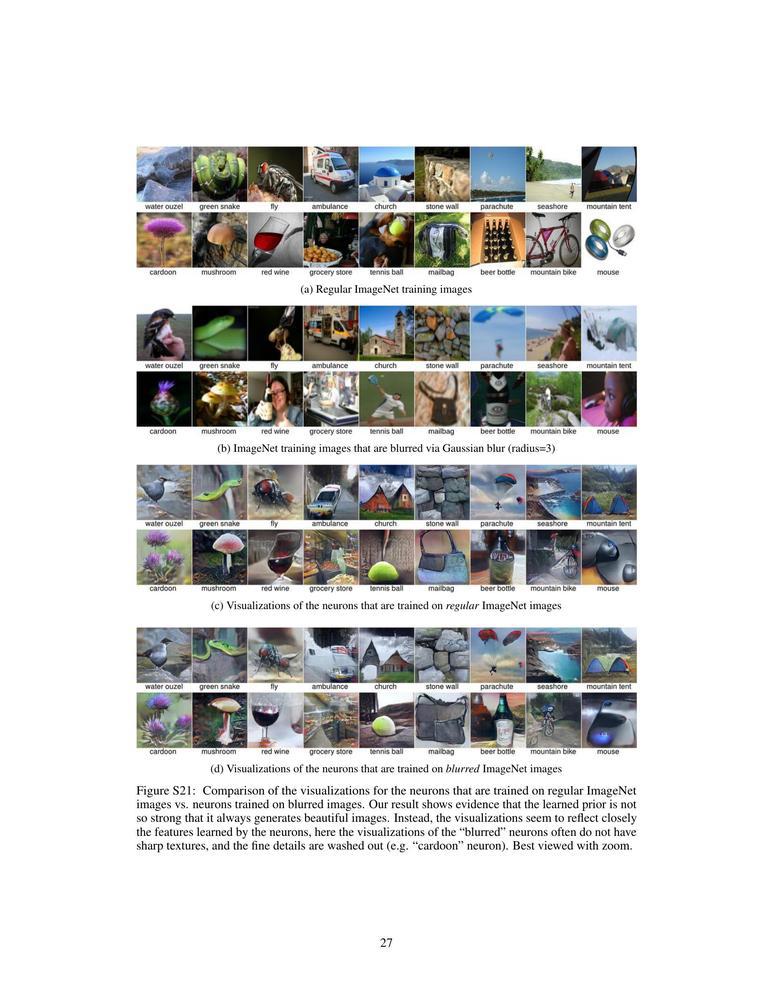 water ouzel green snake fly ambulance church stone wall parachute seashore mountain tent
cardoon mushroom red wine grocery store tennis ball mailbag beer bottle mountain bike mouse
(a) Regular ImageNet training images
water ouzel green snake fly ambulance church stone wall parachute seashore mountain tent
cardoon mushroom red wine grocery store tennis ball mailbag beer bottle mountain bike mouse
(b) ImageNet training images that are blurred via Gaussian blur (radius=3)
water ouzel green snake fly ambulance church stone wall parachute seashore mountain tent
cardoon mushroom red wine grocery store tennis ball mailbag beer bottle mountain bike mouse
(c) Visualizations of the neurons that are trained on regular ImageNet images
water ouzel green snake fly ambulance church stone wall parachute seashore mountain tent
cardoon mushroom red wine grocery store tennis ball mailbag beer bottle mountain bike mouse
(d) Visualizations of the neurons that are trained on blurred ImageNet images
Figure S21: Comparison of the visualizations for the neurons that are trained on regular ImageNet
images vs. neurons trained on blurred images. Our result shows evidence that the learned prior is not
so strong that it always generates beautiful images. Instead, the visualizations seem to reflect closely
the features learned by the neurons, here the visualizations of the “blurred” neurons often do not have
sharp textures, and the fine details are washed out (e.g. “cardoon” neuron). Best viewed with zoom.
27